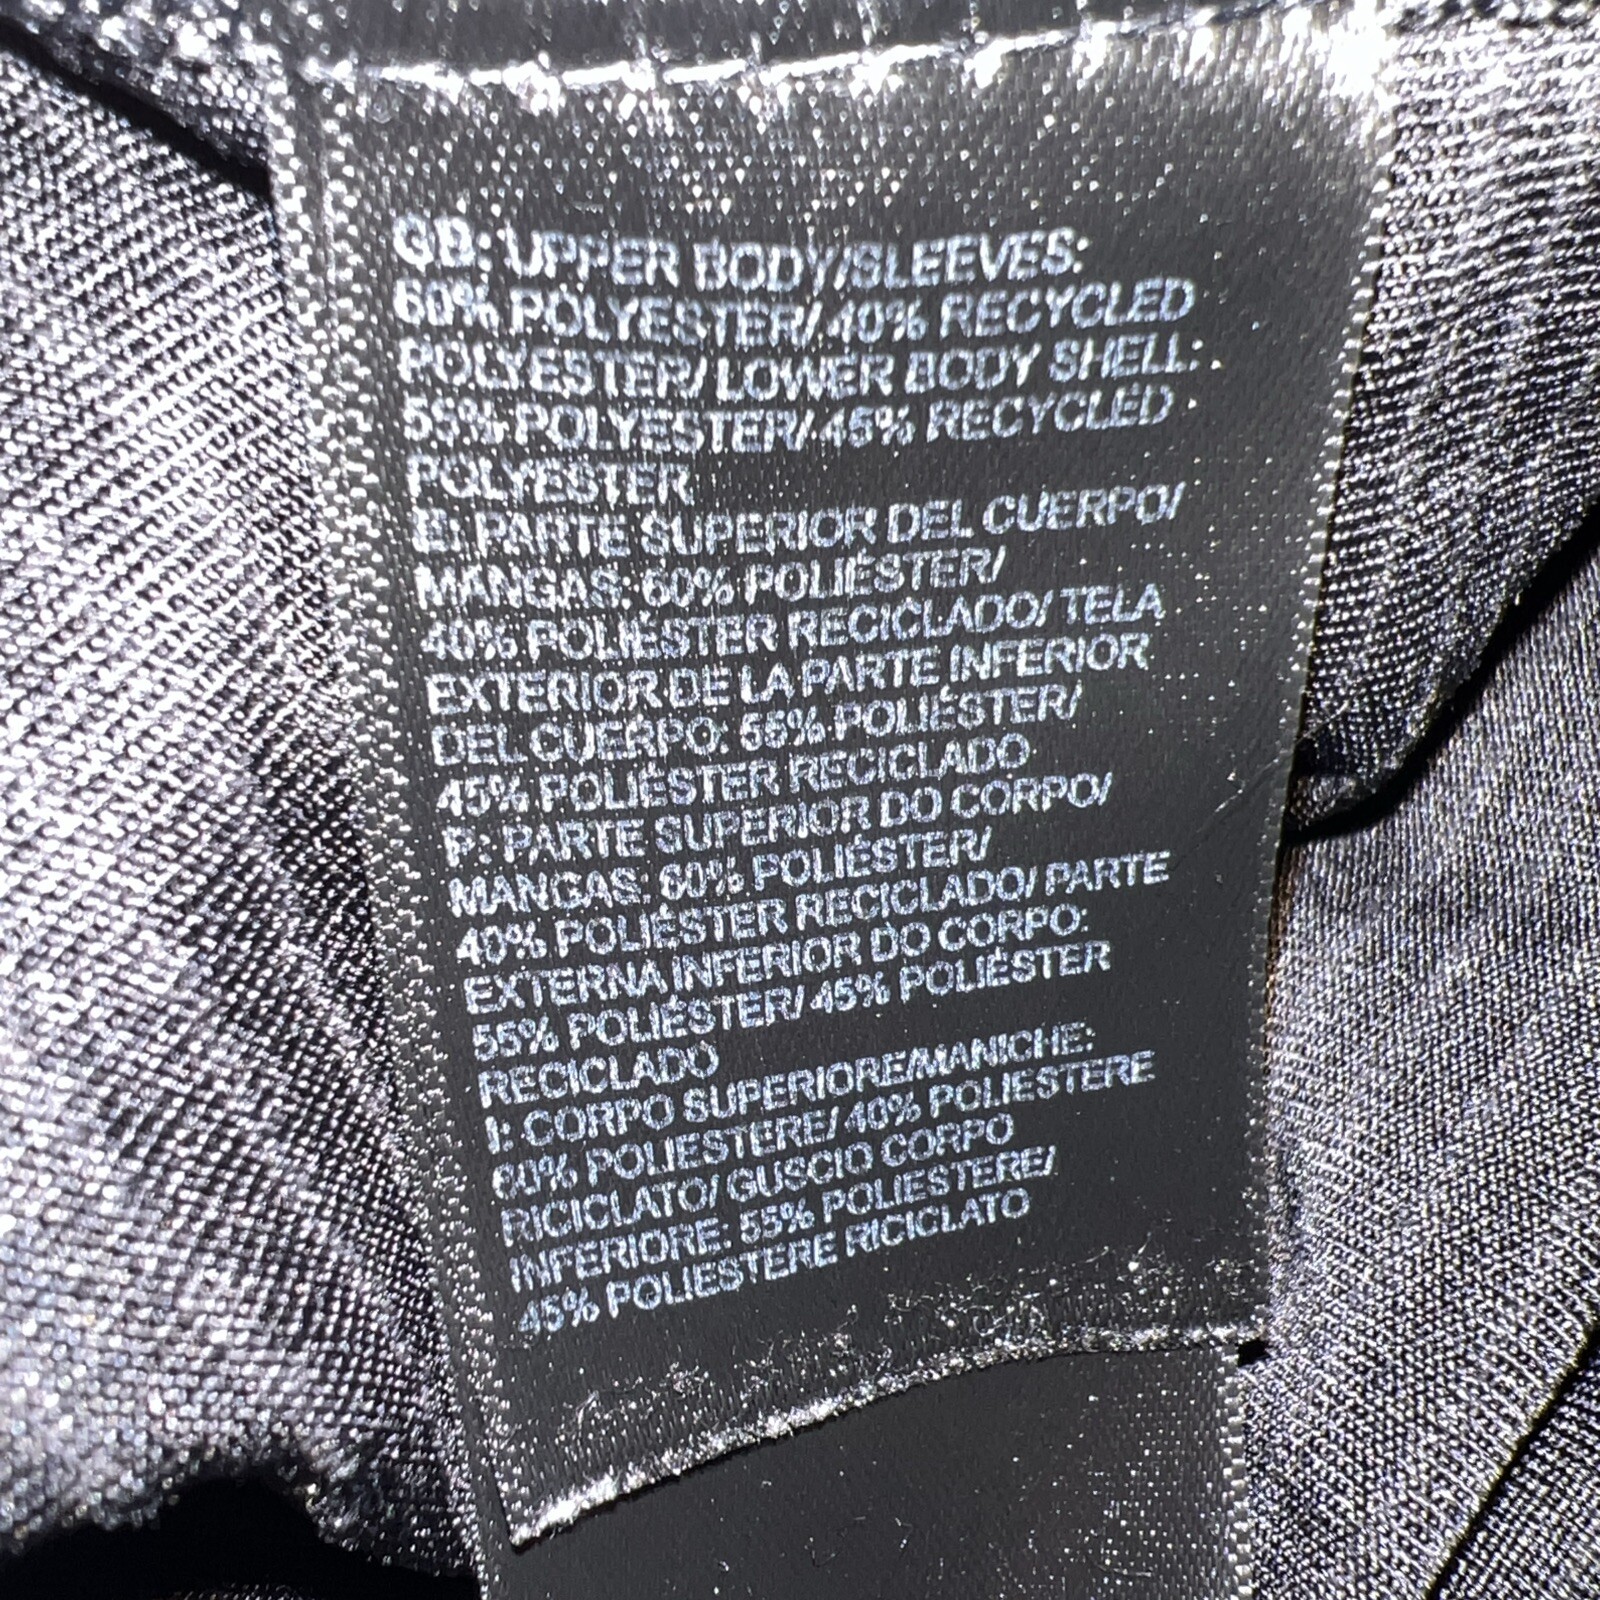 GB: UPPER BODY/SLEEVES:
60% POLYESTER/ 40% RECYCLED
POLYESTER/ LOWER BODY SHELL:
55% POLYESTER/ 45% RECYCLED
POLYESTER
E: PARTE SUPERIOR DEL CUERPO/
MANGAS: 60% POLIÉSTER/
40% POLIÉSTER RECICLADO/ TELA
EXTERIOR DE LA PARTE INFERIOR
DEL CUERPO: 55% POLIÉSTER/
45% POLIÉSTER RECICLADO
P: PARTE SUPERIOR DO CORPO/
MANGAS: 60% POLIÉSTER/
40% POLIÉSTER RECICLADO/ PARTE
EXTERNA INFERIOR DO CORPO:
55% POLIÉSTER/ 45% POLIÉSTER
RECICLADO
I: CORPO SUPERIORE/MANICHE:
60% POLIESTERE/ 40% POLIESTERE
RICICLATO/ GUSCIO CORPO
INFERIORE: 55% POLIESTERE/
45% POLIESTERE RICICLATO